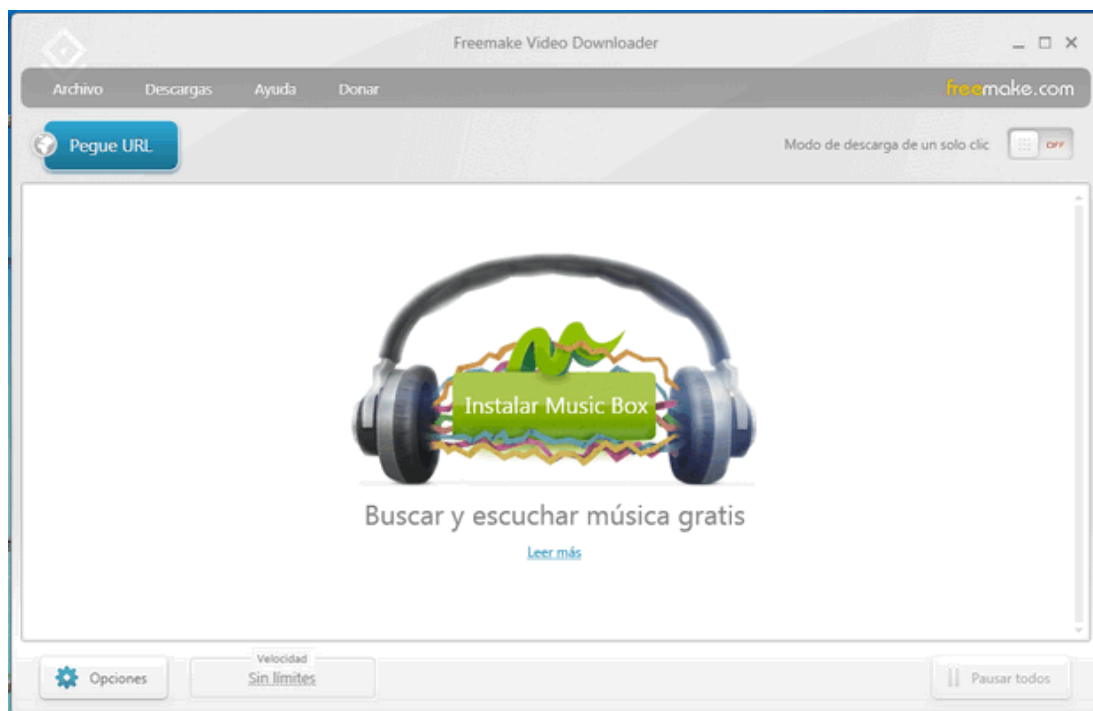 Freemake Video Downloader
Archivo Descargas Ayuda Donar freemake.com
Pegue URL Modo de descarga de un solo clic OFF
Instalar Music Box
Buscar y escuchar música gratis
Leer más
Velocidad
Opciones Sin límites Pausar todos